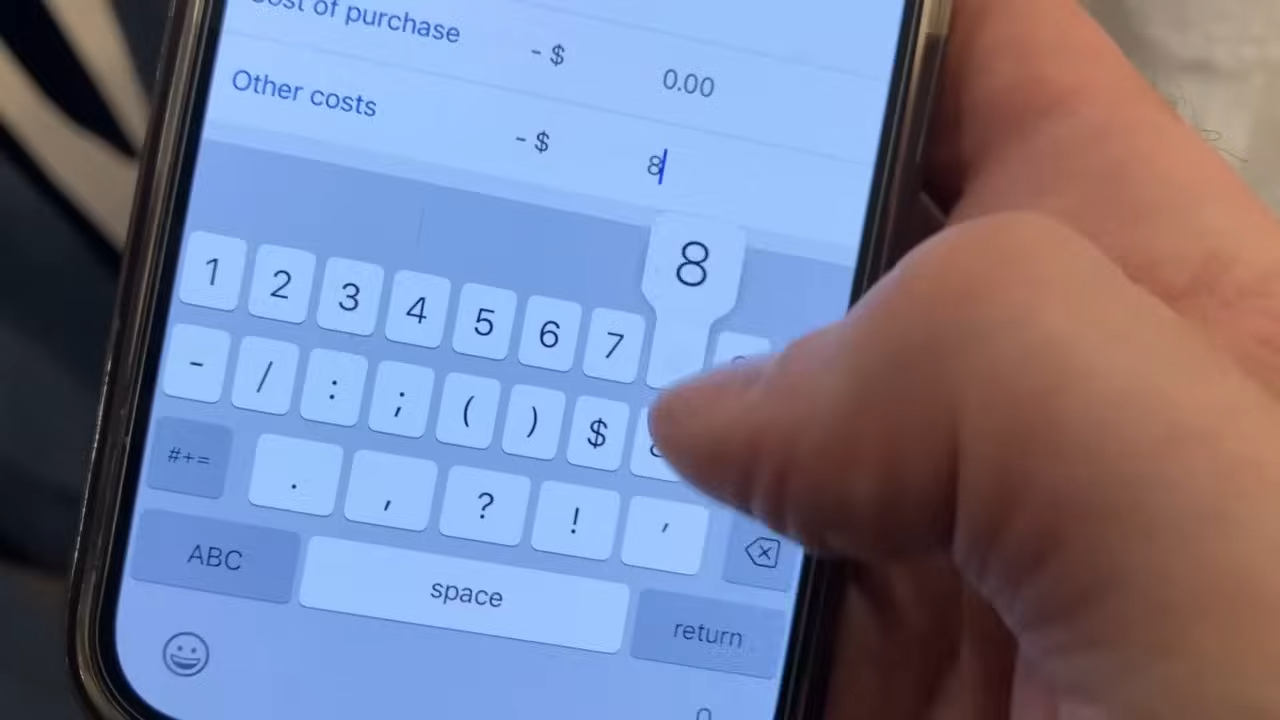 Cost of purchase - $ 0.00
Other costs - $ 8
8
1 2 3 4 5 6 7
- / : ; ( ) $
#+= . , ? ! '
ABC space return